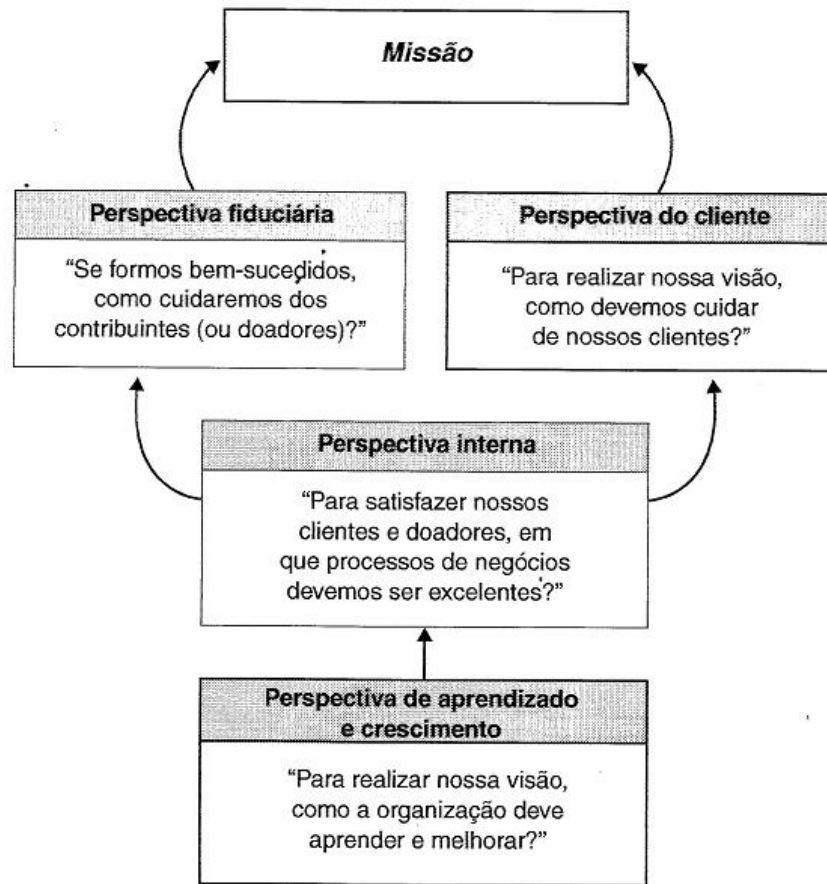 Missão
Perspectiva fiduciária
“Se formos bem-sucedidos,
como cuidaremos dos
contribuintes (ou doadores)?”
Perspectiva do cliente
“Para realizar nossa visão,
como devemos cuidar
de nossos clientes?”
Perspectiva interna
“Para satisfazer nossos
clientes e doadores, em
que processos de negócios
devemos ser excelentes?”
Perspectiva de aprendizado
e crescimento
“Para realizar nossa visão,
como a organização deve
aprender e melhorar?”